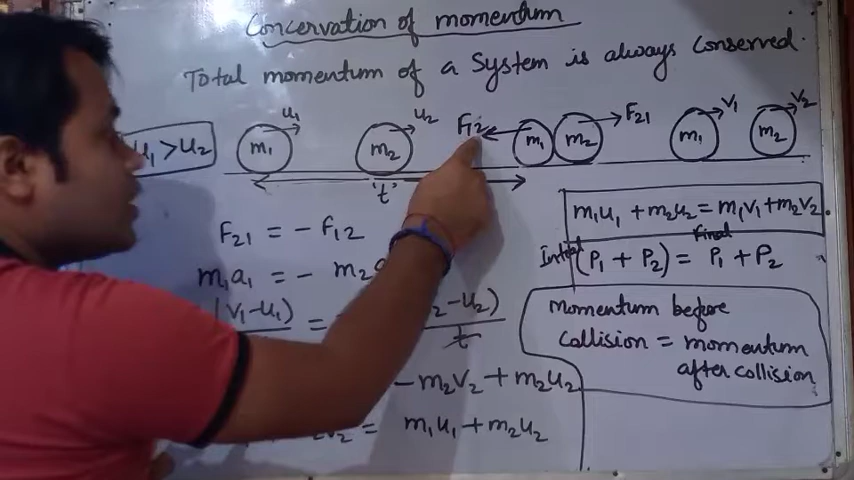 Concervation of momentum
Total momentum of a System is always Conserved.
u1 > u2
u1 u2 F12 F21 v1 v2
m1 m2 m1 m2 m1 m2
't'
F21 = - F12
m1u1 + m2u2 = m1v1 + m2v2
m1a1 = - m2
Final
(P1 + P2) = P1 + P2
(v1-u1) = 2-u2)
t
Momentum before
Collision = momentum
after collision
-m2v2 + m2u2
2v2 = m1u1 + m2u2